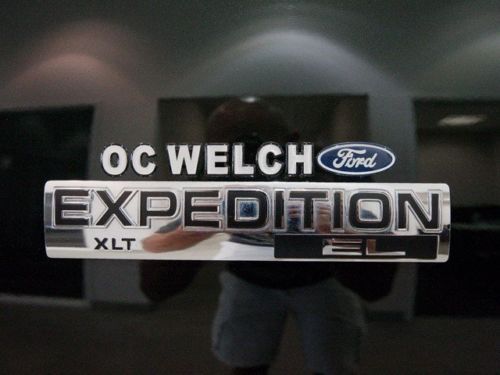 OC WELCH Ford
EXPEDITION
XLT EL